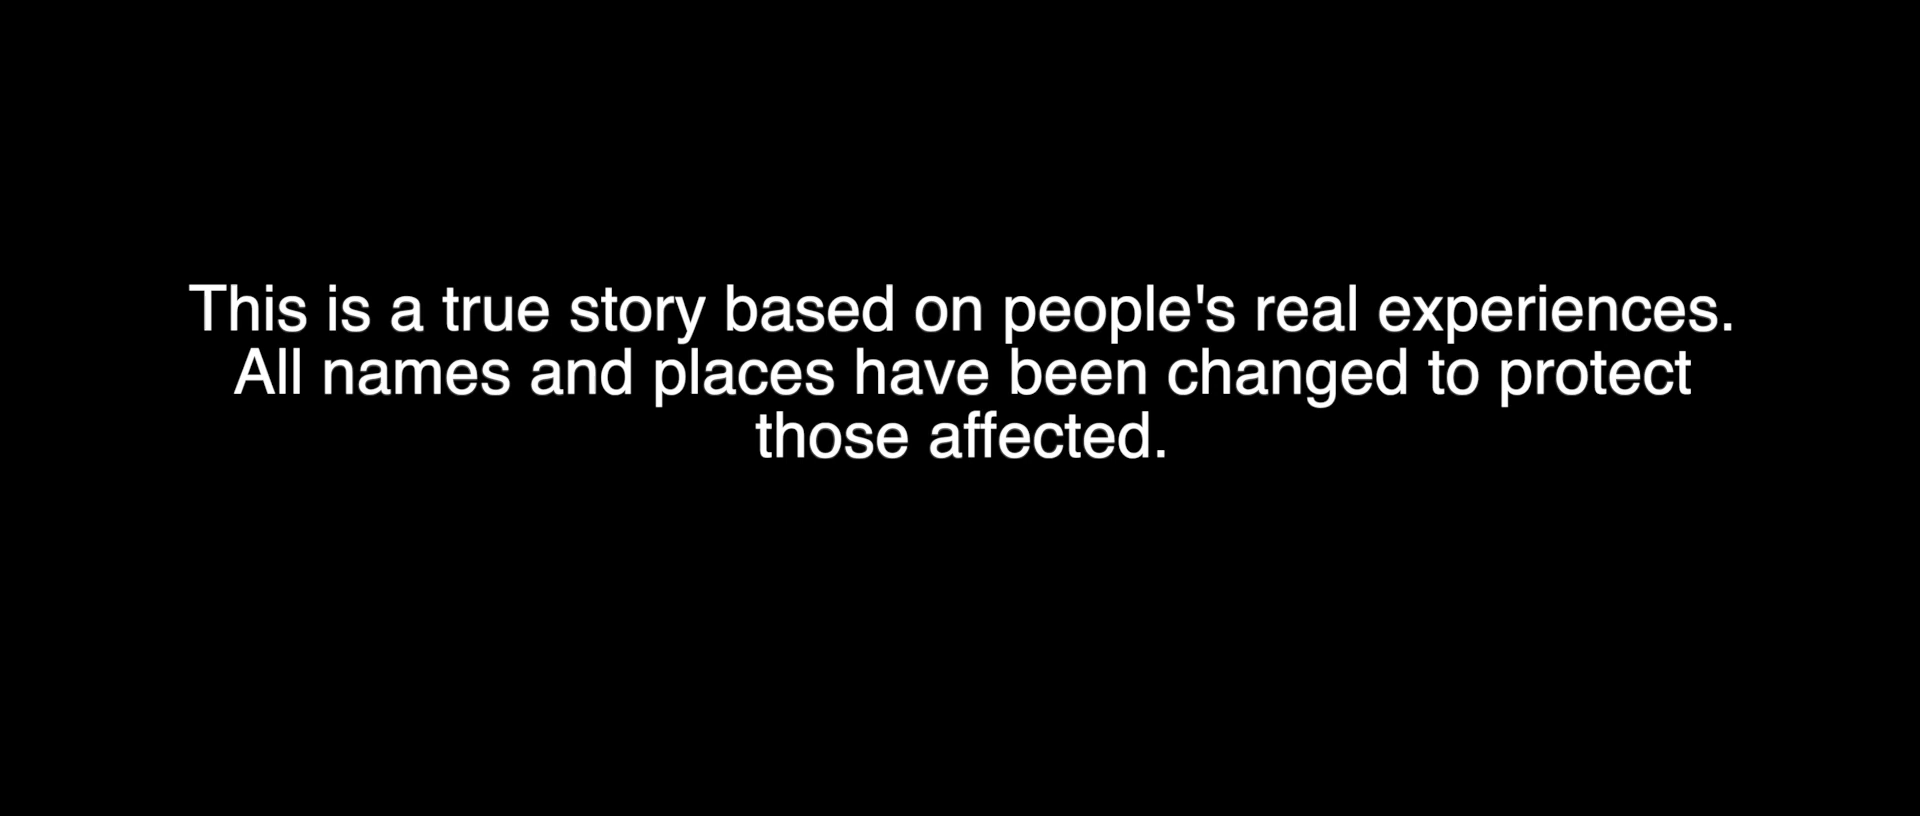 This is a true story based on people's real experiences.
All names and places have been changed to protect
those affected.